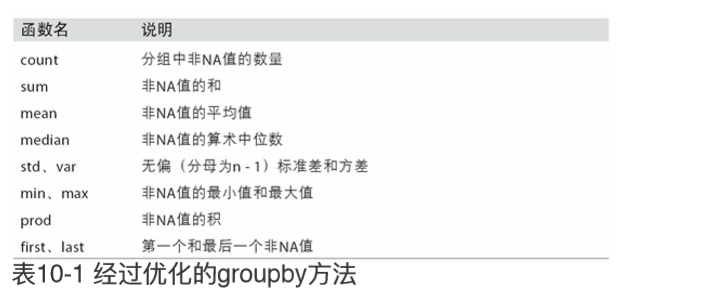 函数名 说明
count 分组中非NA值的数量
sum 非NA值的和
mean 非NA值的平均值
median 非NA值的算术中位数
std、var 无偏（分母为n - 1）标准差和方差
min、max 非NA值的最小值和最大值
prod 非NA值的积
first、last 第一个和最后一个非NA值
表10-1 经过优化的groupby方法